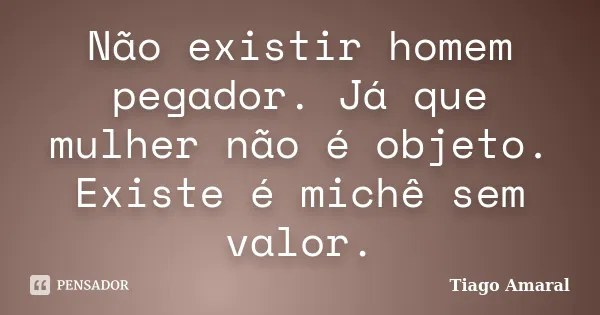 Não existir homem
pegador. Já que
mulher não é objeto.
Existe é michê sem
valor.
PENSADOR
Tiago Amaral